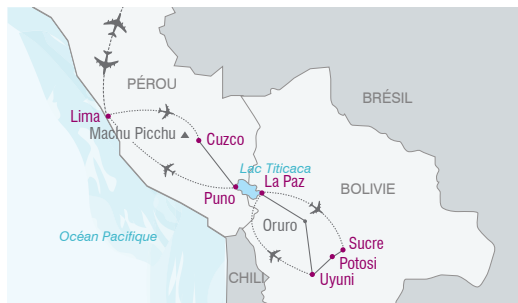 PÉROU
BRÉSIL
Lima
Machu Picchu
Cuzco
Lac Titicaca
La Paz
Puno
BOLIVIE
Oruro
Océan Pacifique
Sucre
Potosi
CHILI
Uyuni